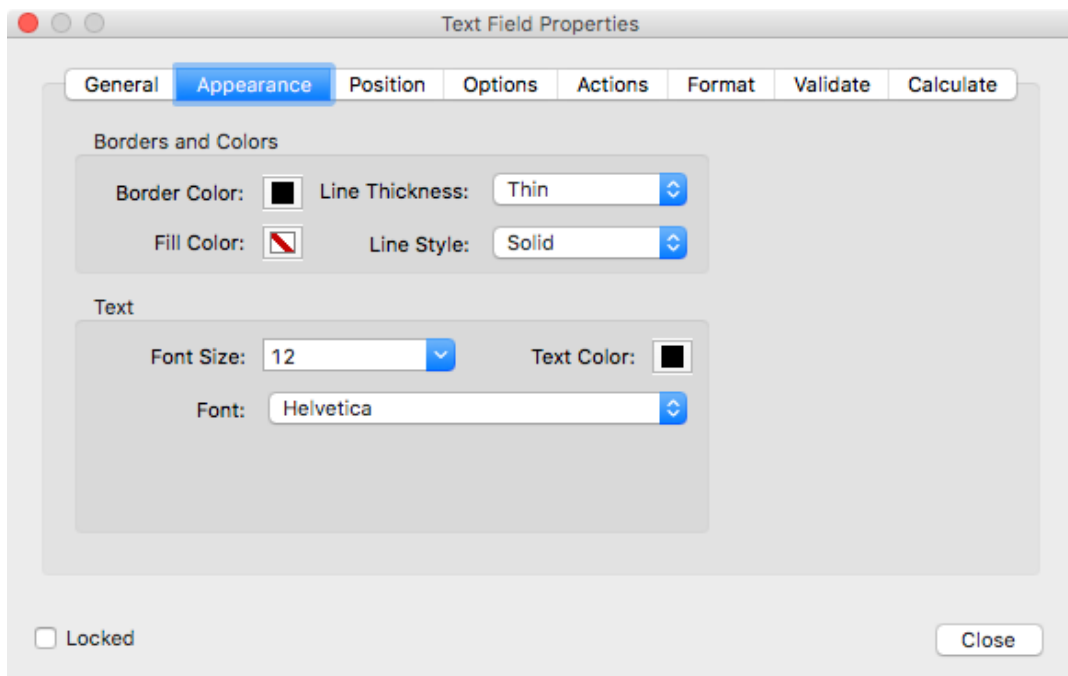 Text Field Properties
General Appearance Position Options Actions Format Validate Calculate
Borders and Colors
Border Color: Line Thickness: Thin
Fill Color: Line Style: Solid
Text
Font Size: 12 Text Color:
Font: Helvetica
Locked Close